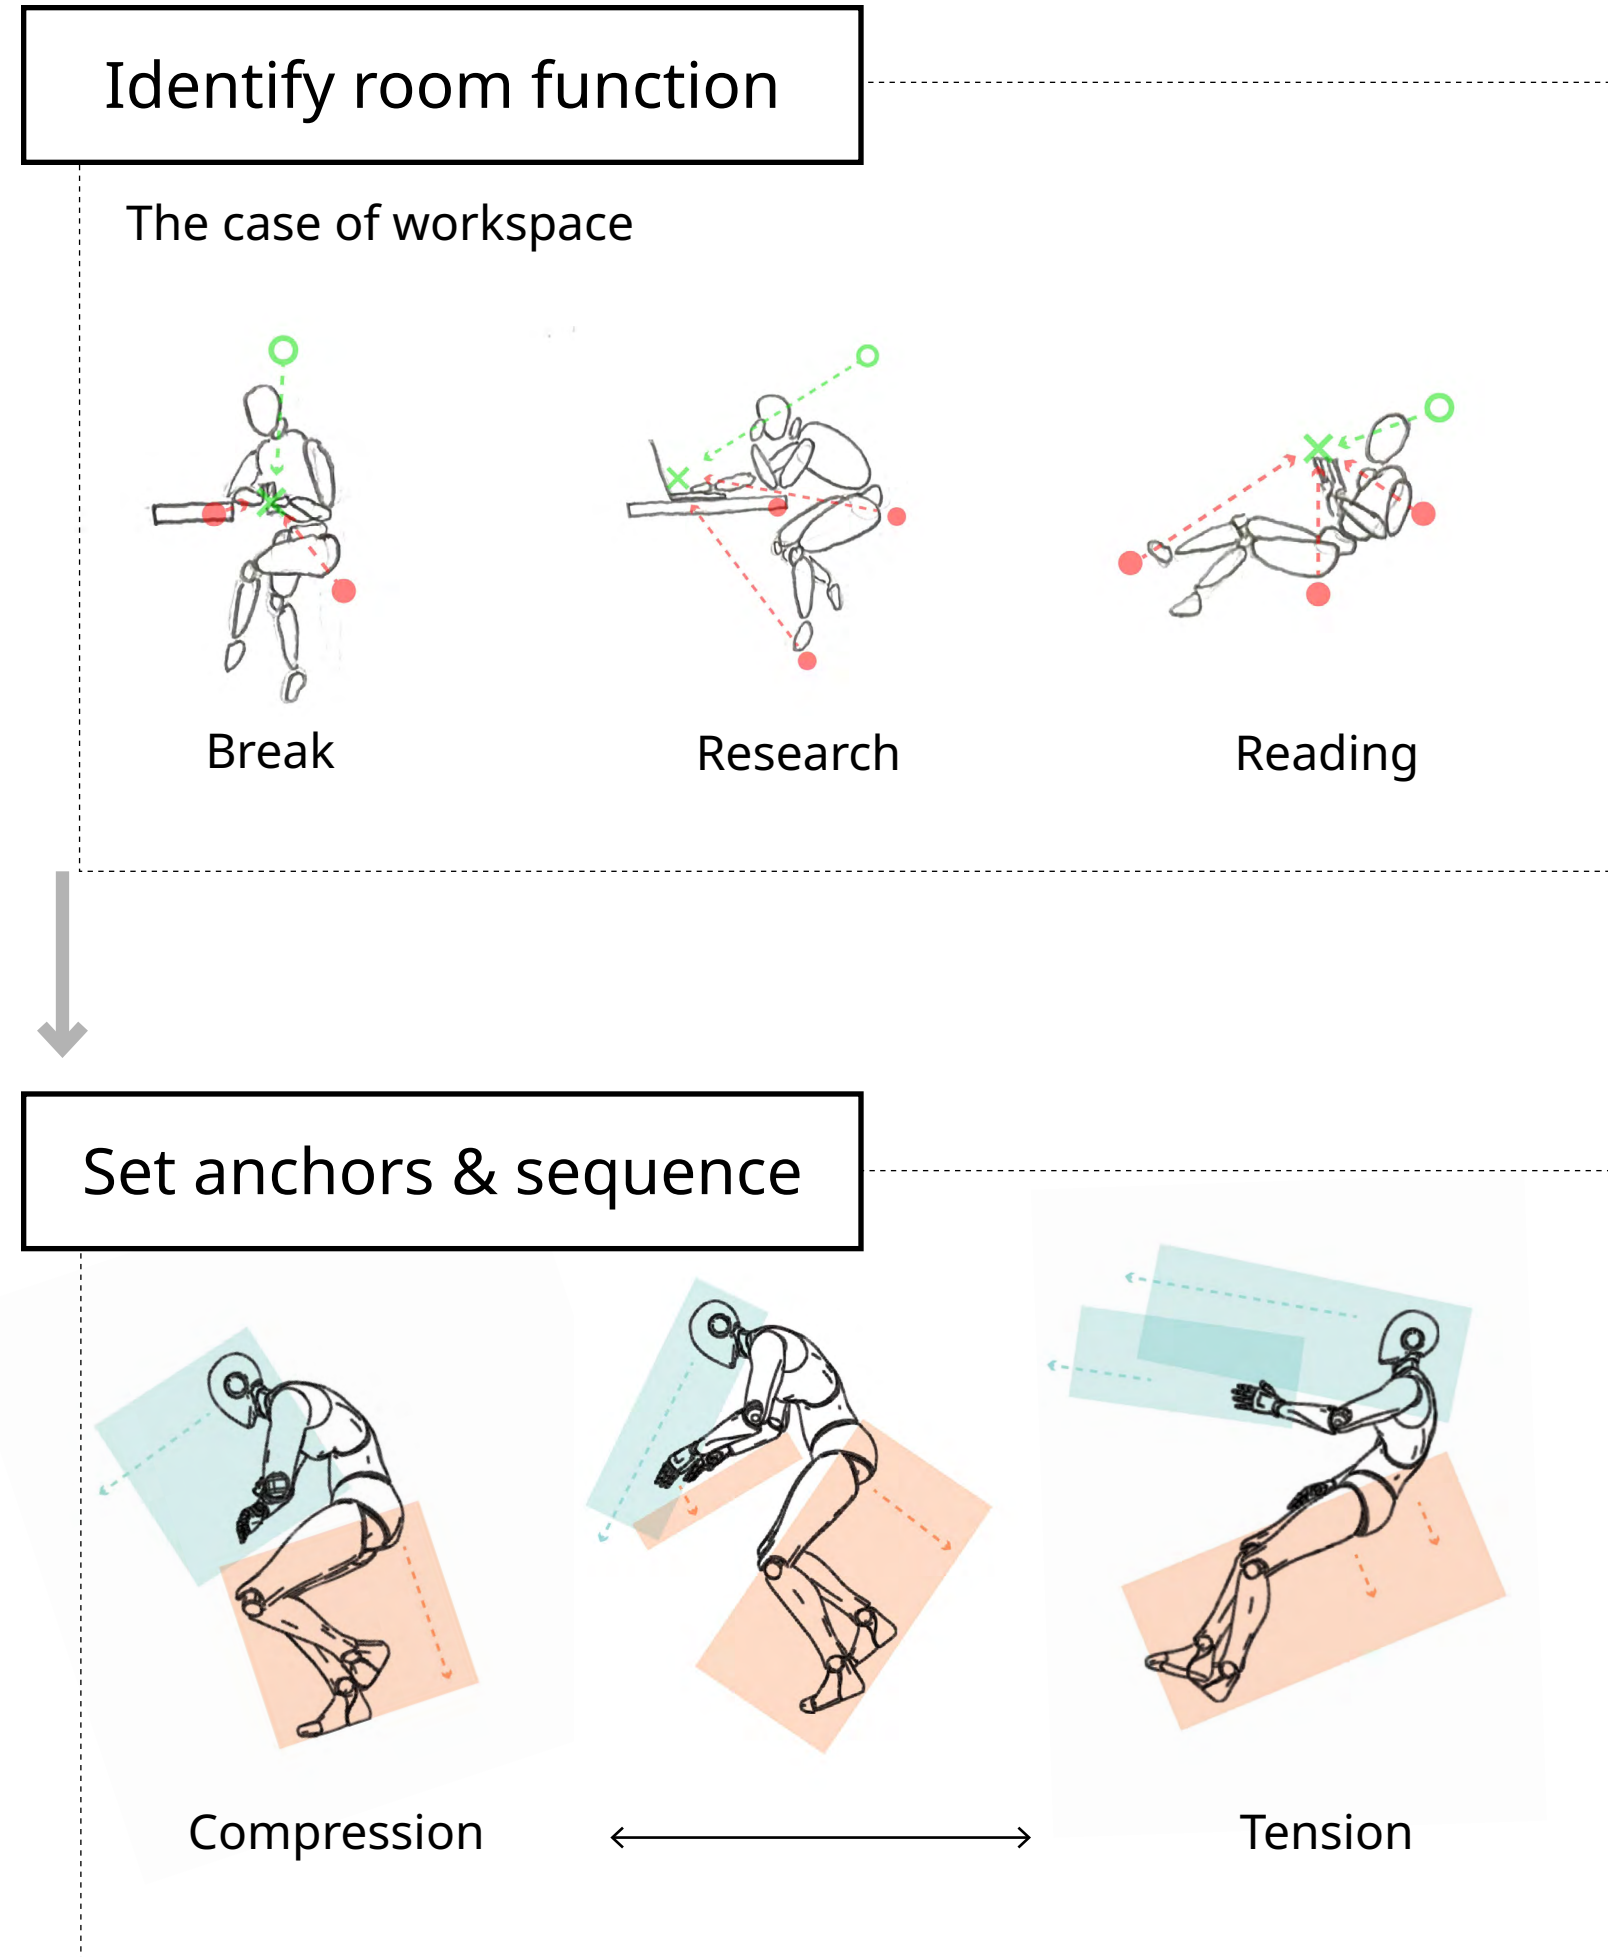 Identify room function
The case of workspace
Break
Research
Reading
Set anchors & sequence
Compression
Tension